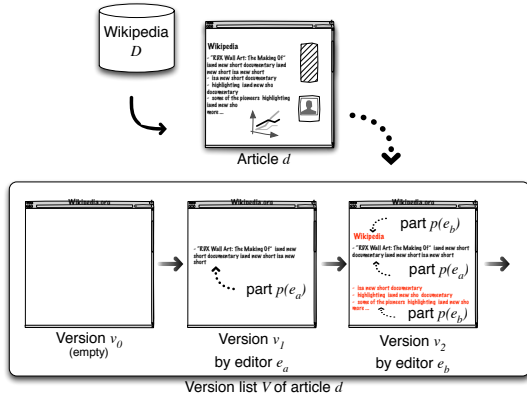 Wikipedia
D
Wikipedia
- "RBX Wall Art: The Making Of"
iand new short documentary iand
new short isa new short
- isa new short documentary
- highlighting iand new sho
documentary
- some of the pioneers highlighting
iand new sho
more ...
Article d
Wikipedia.org
Version v0
(empty)
Wikipedia.org
- "RBX Wall Art: The Making Of" iand new
short documentary iand new short isa new
short
part p(ea)
Version v1
by editor ea
Wikipedia.org
part p(eb)
Wikipedia
- "RBX Wall Art: The Making Of" iand new short
documentary iand new short isa new short
part p(ea)
- isa new short documentary
- highlighting iand new sho documentary
- some of the pioneers highlighting iand new sho
more ...
part p(eb)
Version v2
by editor eb
Version list V of article d